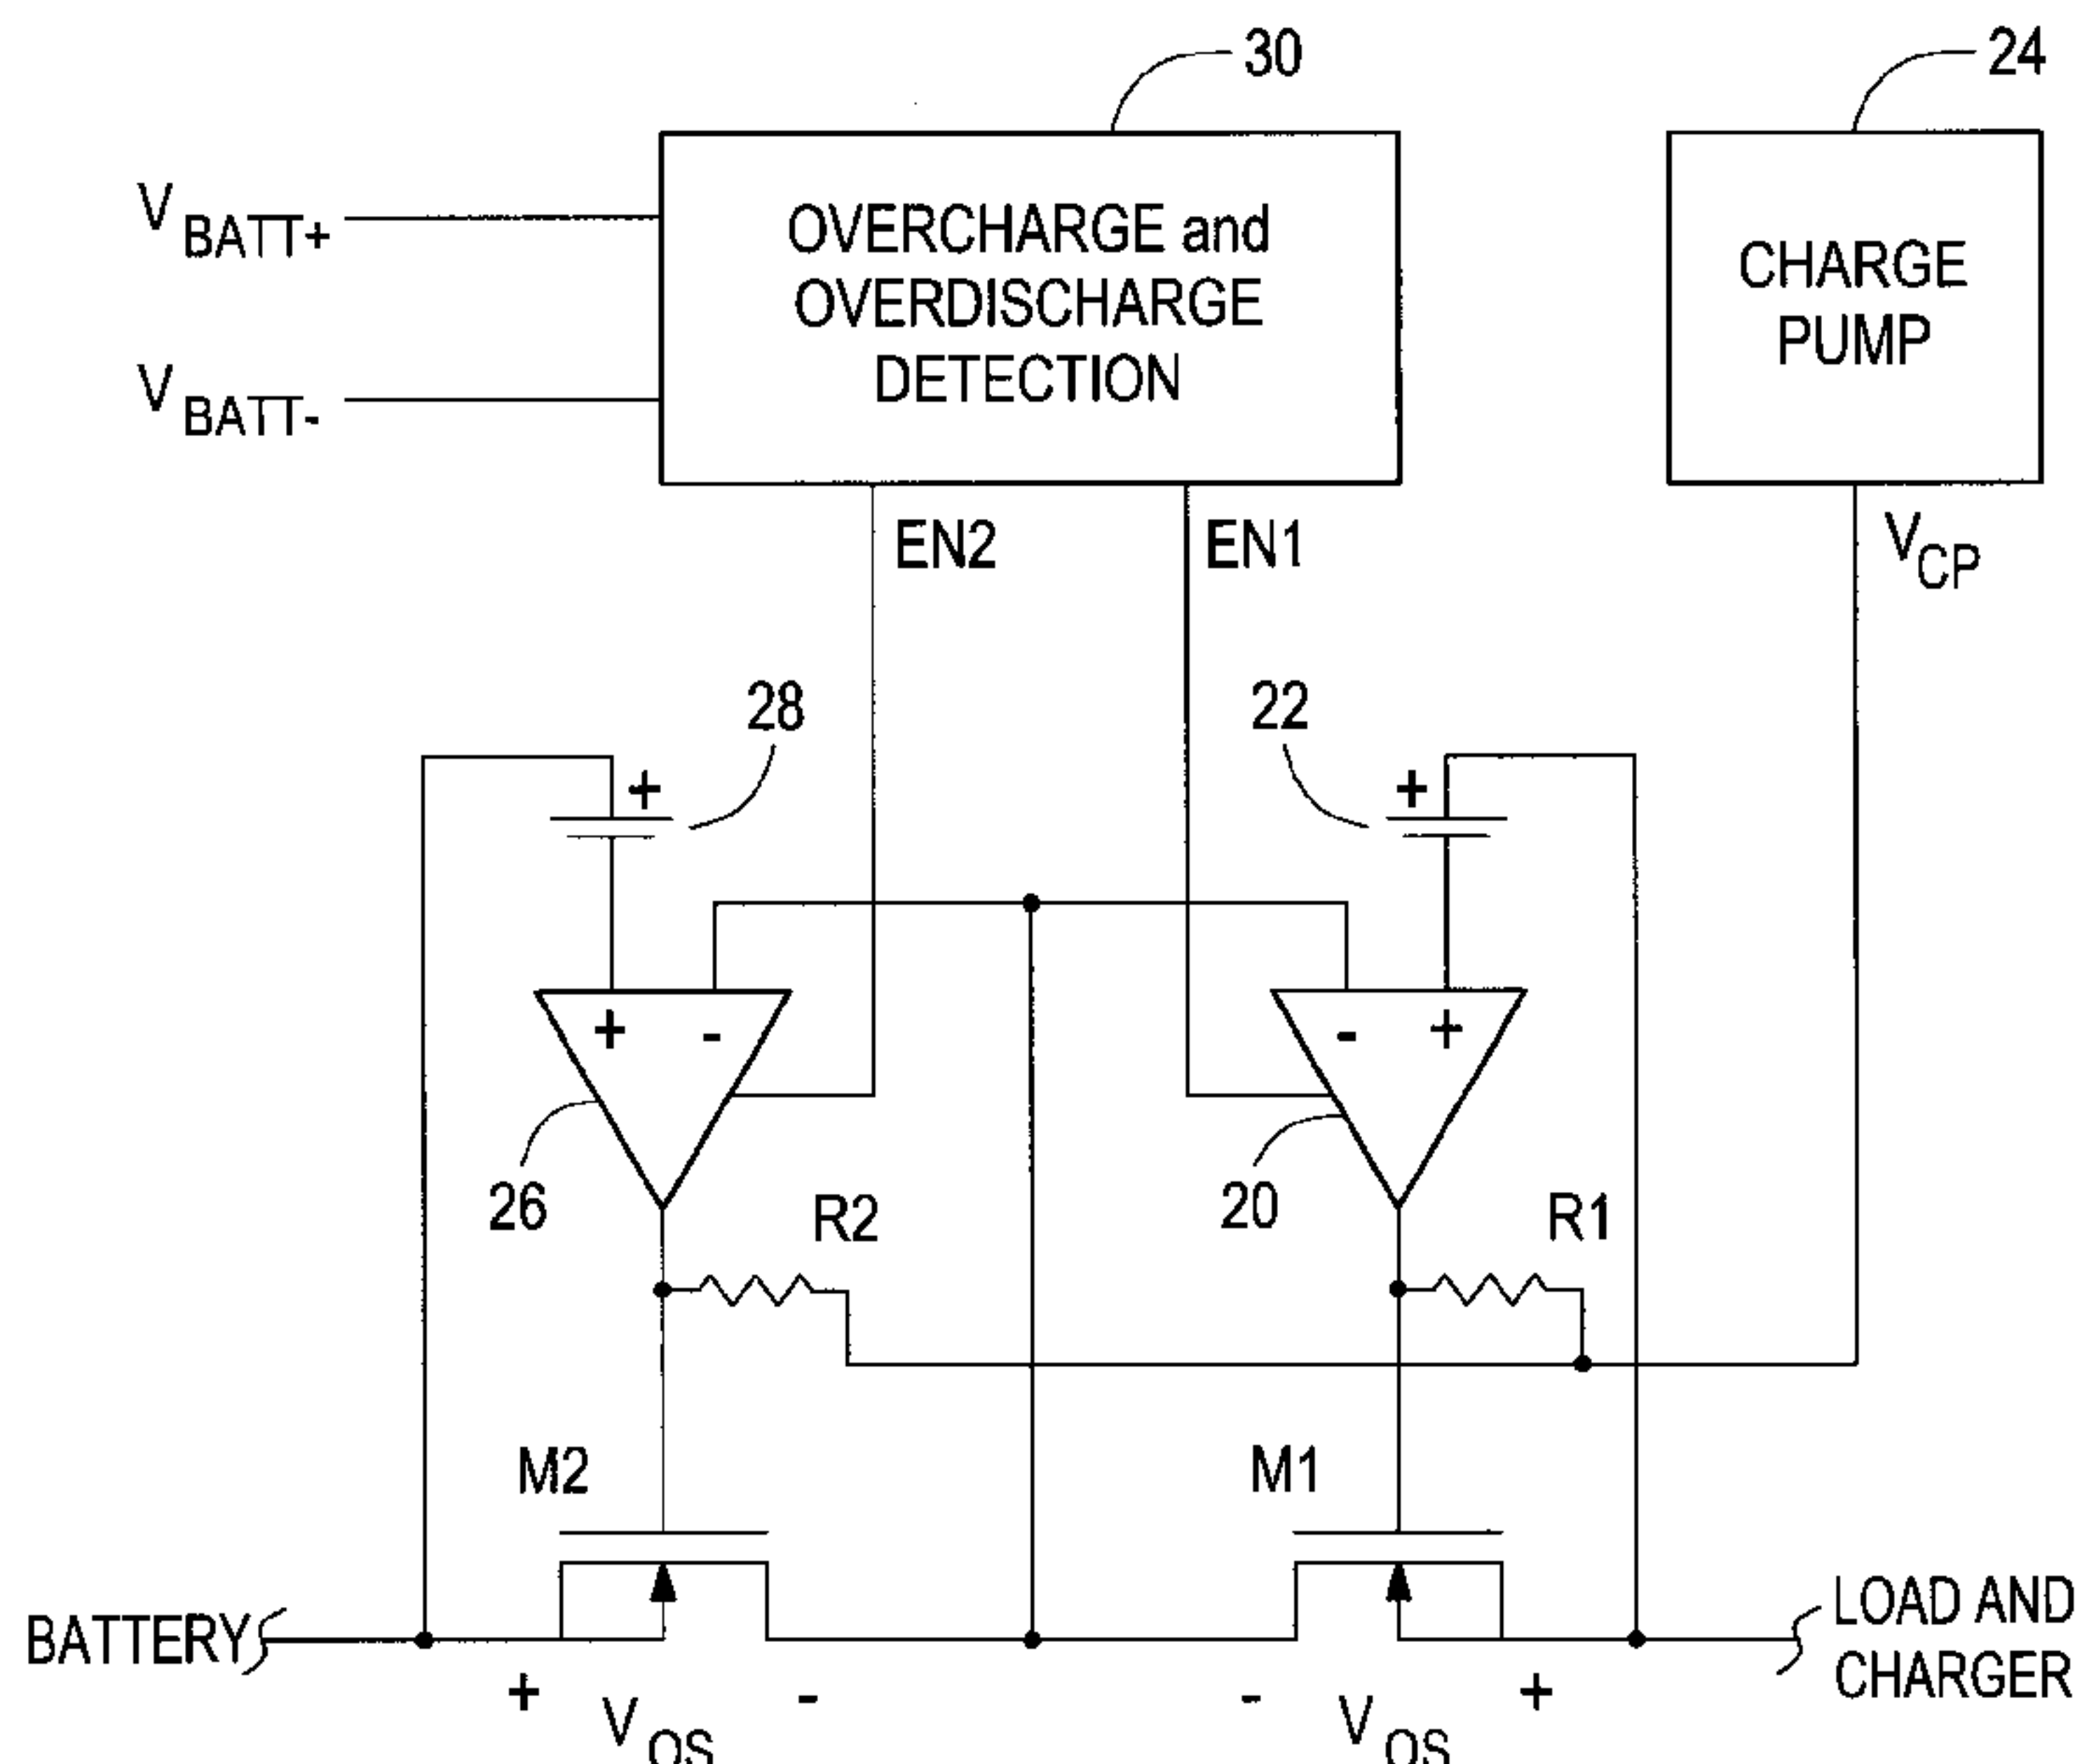 30
24
V BATT+
V BATT-
OVERCHARGE and
OVERDISCHARGE
DETECTION
CHARGE
PUMP
EN2
EN1
V CP
28
22
+
+
+
-
-
+
26
20
R2
R1
M2
M1
BATTERY
LOAD AND
CHARGER
+
V OS
-
-
V OS
+